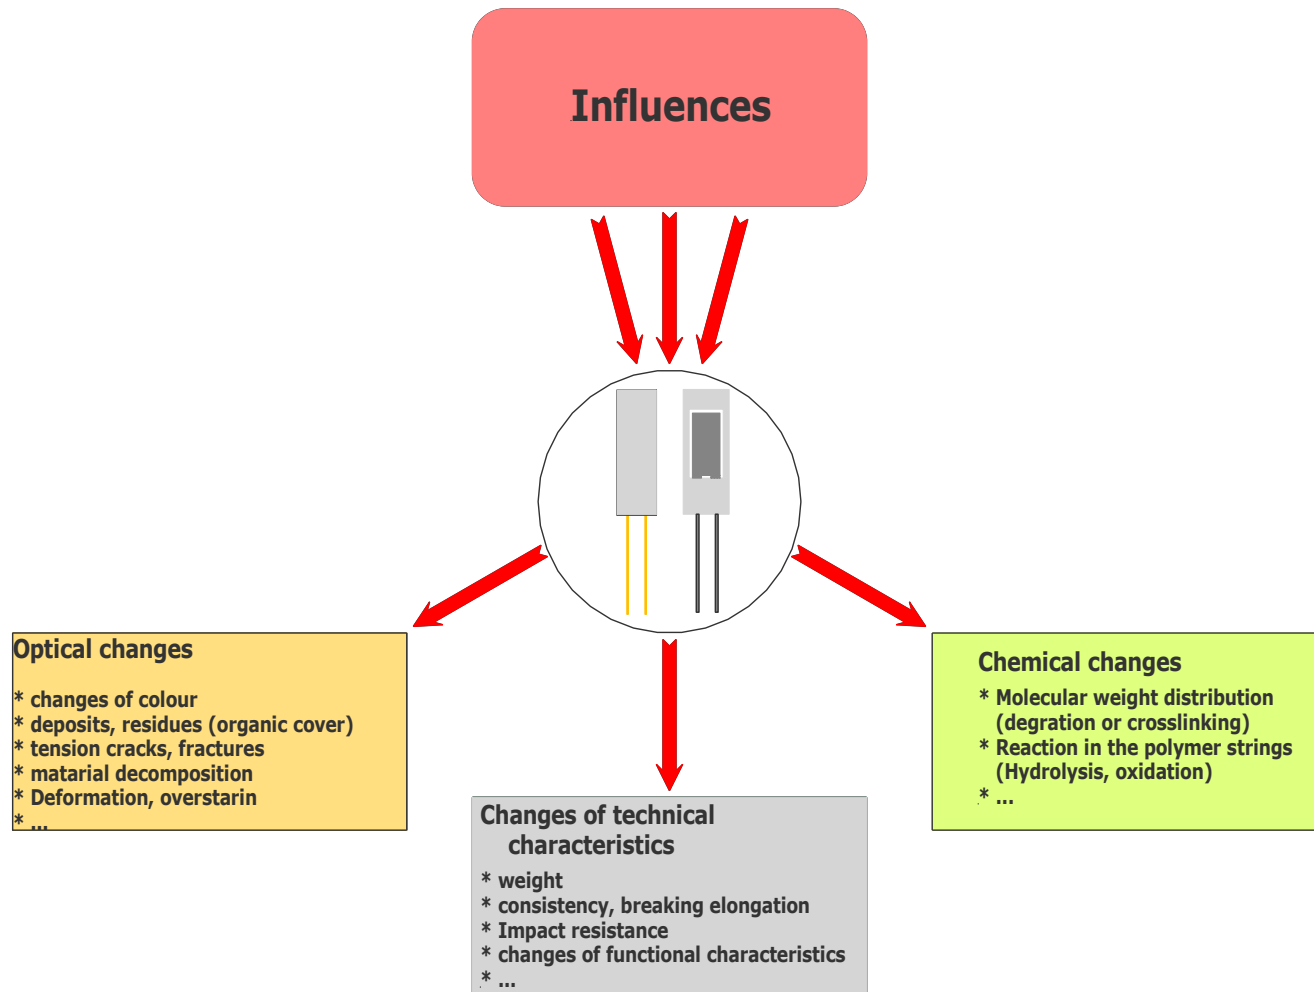 Influences
Optical changes
* changes of colour
* deposits, residues (organic cover)
* tension cracks, fractures
* matarial decomposition
* Deformation, overstarin
* ...
Changes of technical
characteristics
* weight
* consistency, breaking elongation
* Impact resistance
* changes of functional characteristics
* ...
Chemical changes
* Molecular weight distribution
(degration or crosslinking)
* Reaction in the polymer strings
(Hydrolysis, oxidation)
* ...